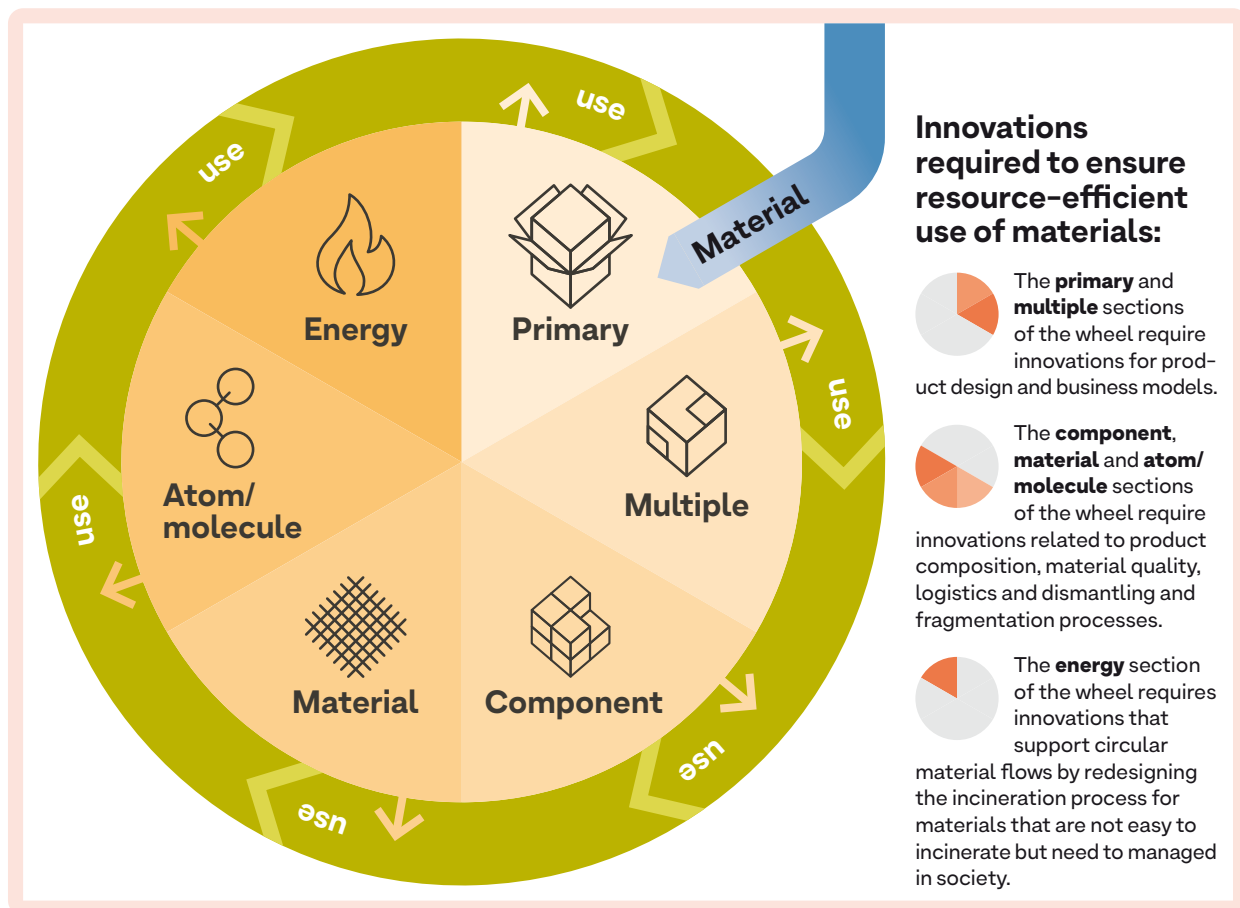 use
use
Material
Energy
Primary
use
Atom/
molecule
Multiple
use
Material
Component
use
use
Innovations
required to ensure
resource-efficient
use of materials:
The primary and
multiple sections
of the wheel require
innovations for prod-
uct design and business models.
The component,
material and atom/
molecule sections
of the wheel require
innovations related to product
composition, material quality,
logistics and dismantling and
fragmentation processes.
The energy section
of the wheel requires
innovations that
support circular
material flows by redesigning
the incineration process for
materials that are not easy to
incinerate but need to managed
in society.